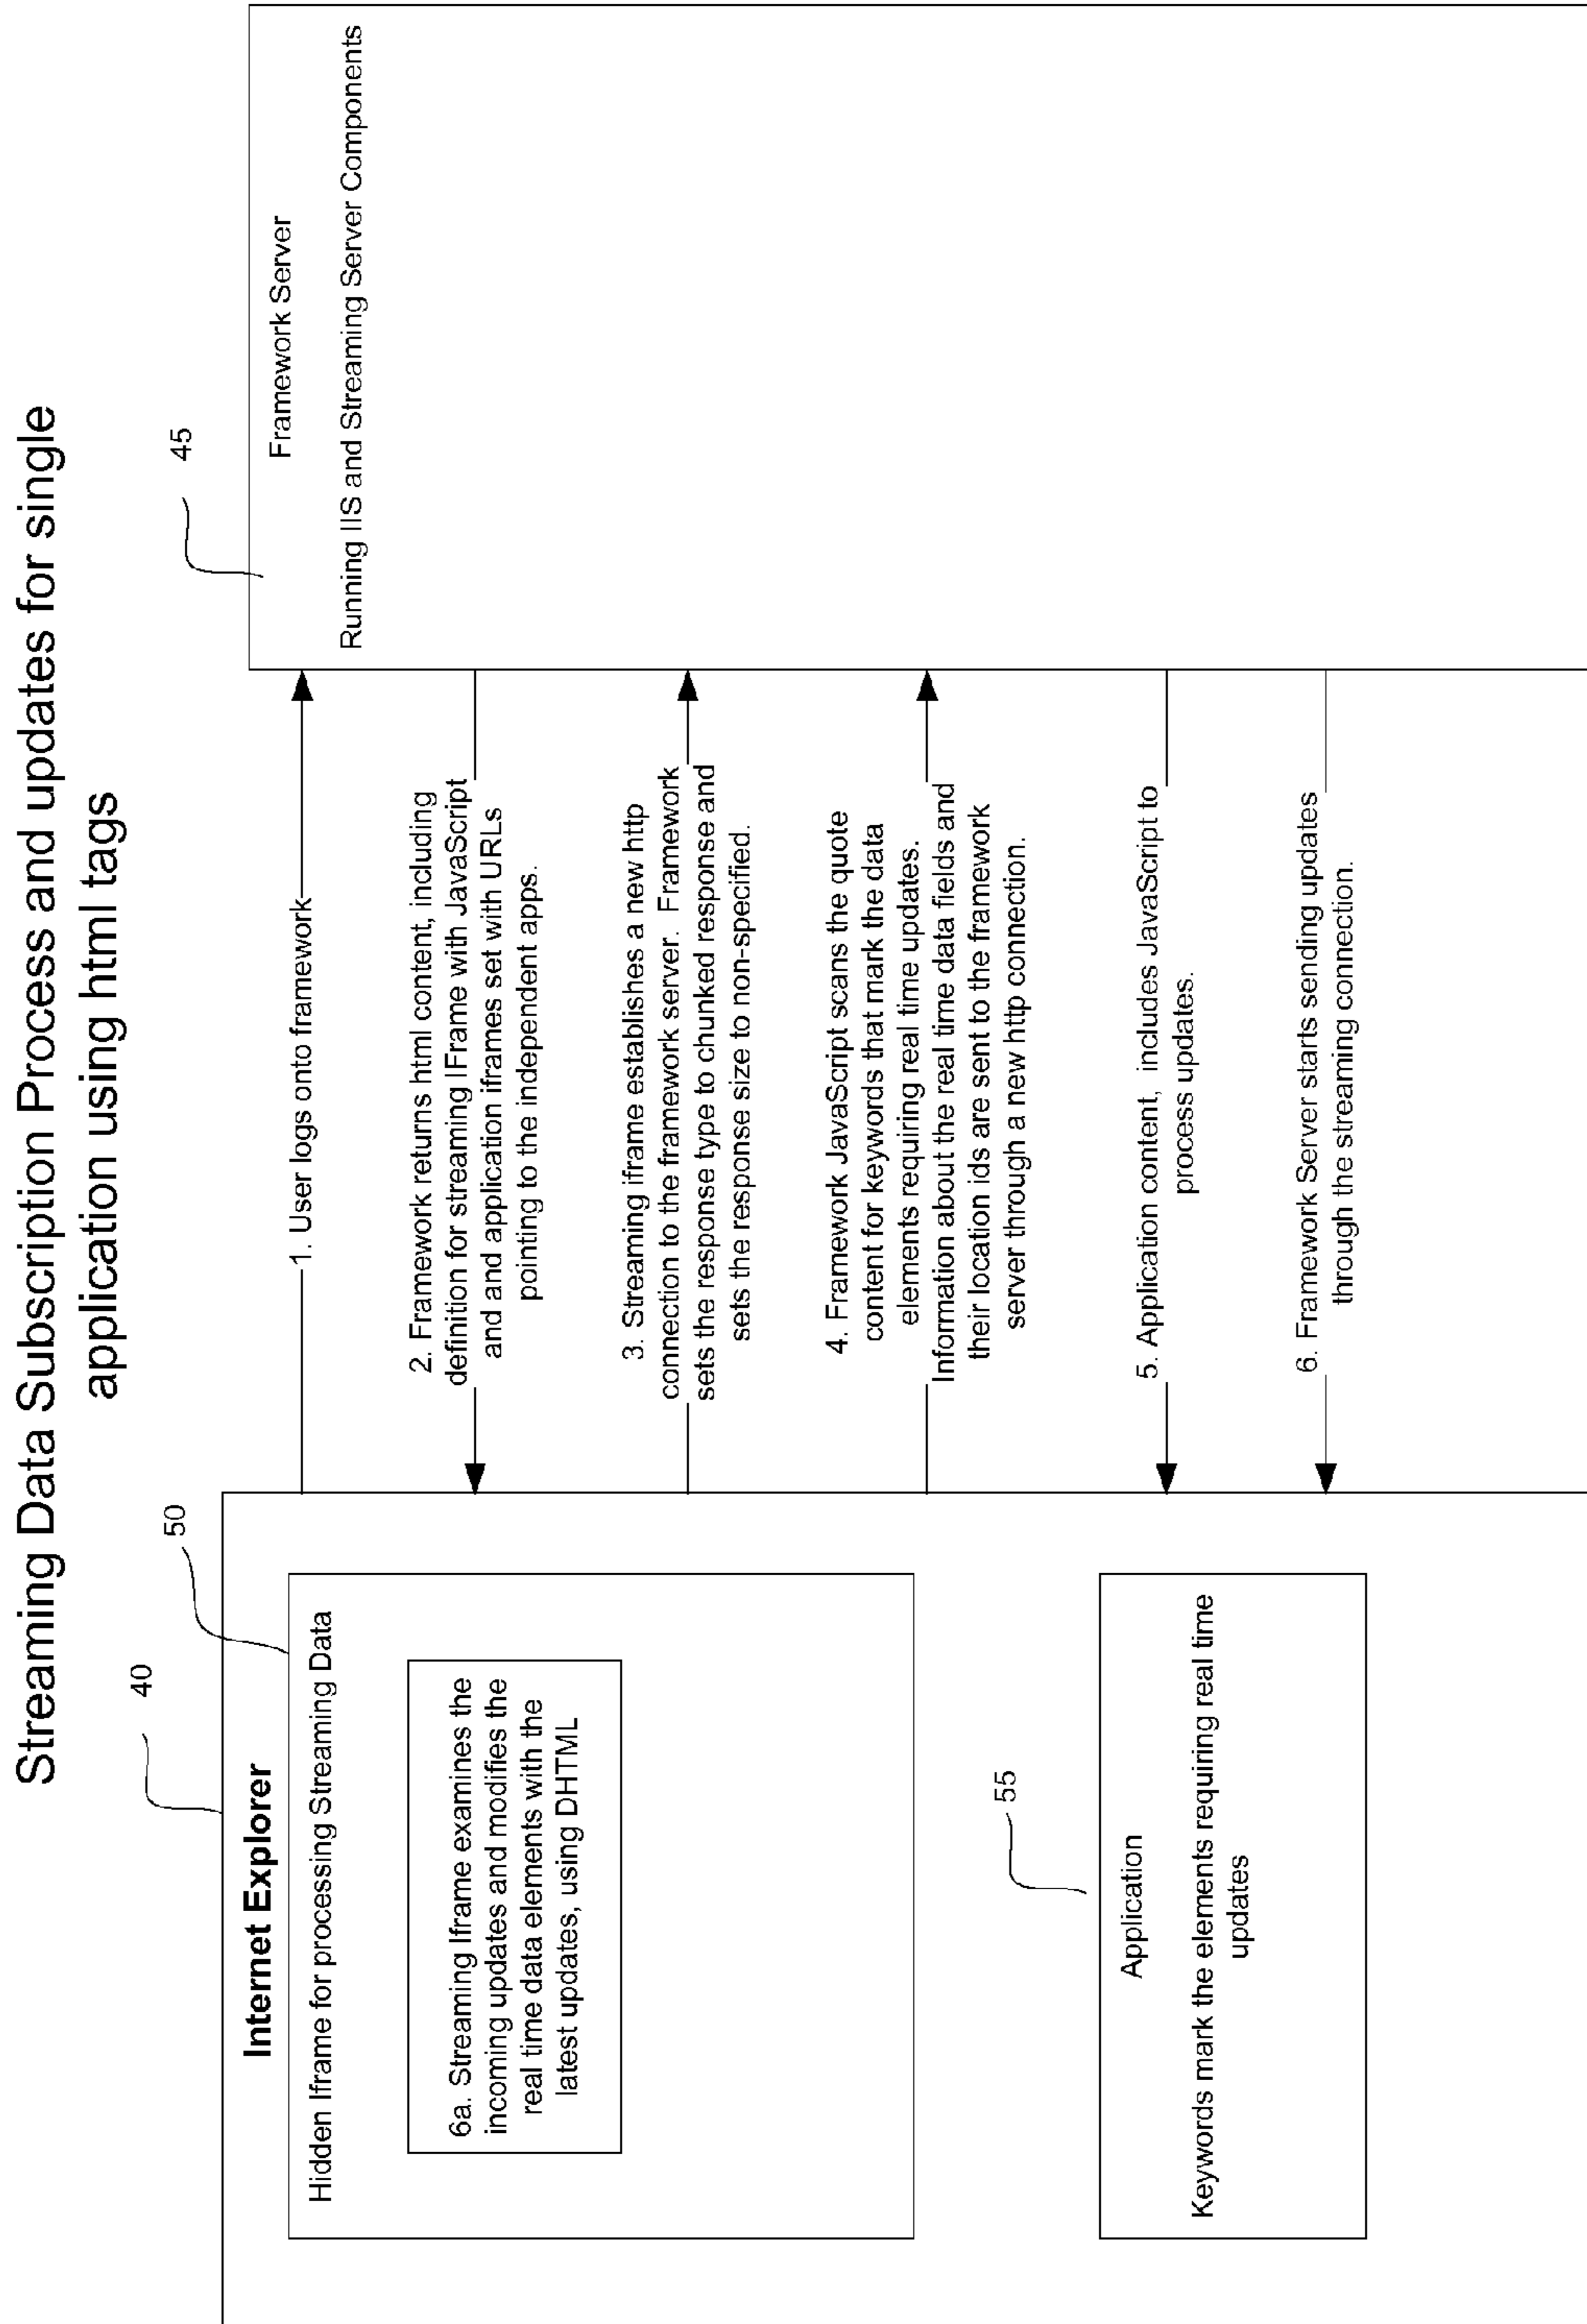 Streaming Data Subscription Process and updates for single
application using html tags
40
Internet Explorer
50
Hidden Iframe for processing Streaming Data
6a. Streaming Iframe examines the
incoming updates and modifies the
real time data elements with the
latest updates, using DHTML
55
Application
Keywords mark the elements requiring real time
updates
1. User logs onto framework
2. Framework returns html content, including
definition for streaming IFrame with JavaScript
and and application iframes set with URLs
pointing to the independent apps.
3. Streaming iframe establishes a new http
connection to the framework server. Framework
sets the response type to chunked response and
sets the response size to non-specified.
4. Framework JavaScript scans the quote
content for keywords that mark the data
elements requiring real time updates.
Information about the real time data fields and
their location ids are sent to the framework
server through a new http connection.
5. Application content, includes JavaScript to
process updates.
6. Framework Server starts sending updates
through the streaming connection.
45
Framework Server
Running IIS and Streaming Server Components